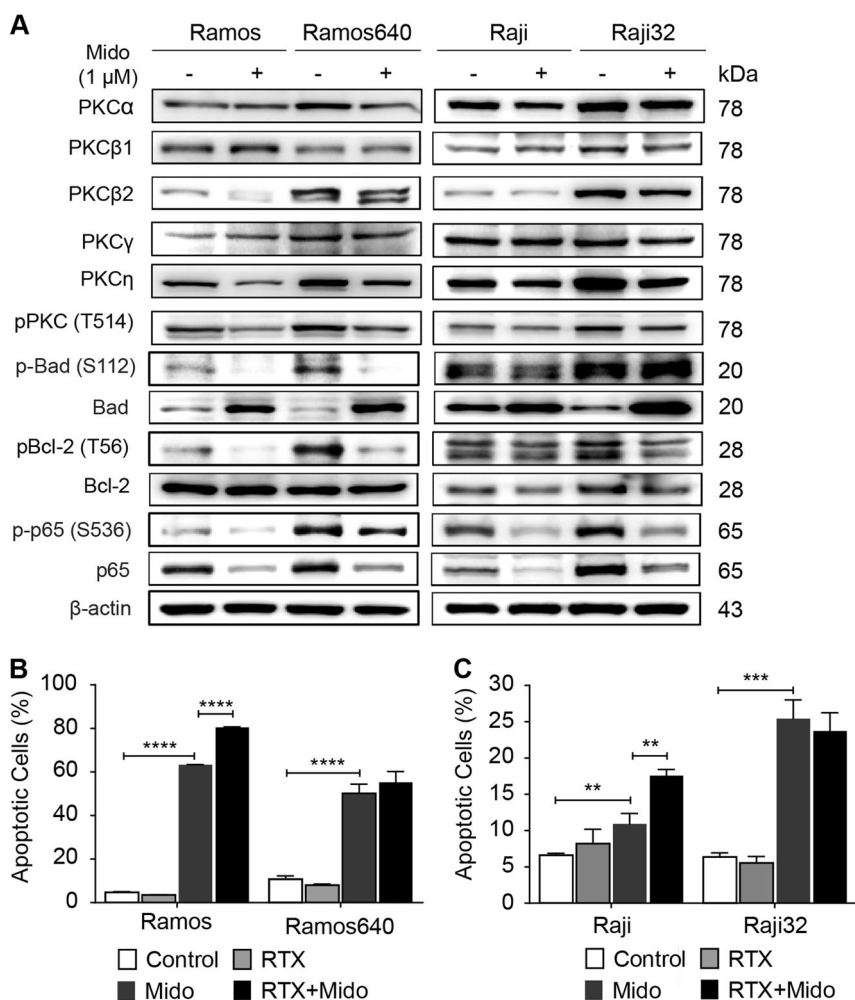 A
Ramos Ramos640 Raji Raji32
Mido
(1 µM) - + - + - + - + kDa
PKCα 78
PKCβ1 78
PKCβ2 78
PKCγ 78
PKCη 78
pPKC (T514) 78
p-Bad (S112) 20
Bad 20
pBcl-2 (T56) 28
Bcl-2 28
p-p65 (S536) 65
p65 65
β-actin 43
B
Apoptotic Cells (%)
100
80
60
40
20
0
**** **** ****
Ramos Ramos640
Control RTX
Mido RTX+Mido
C
Apoptotic Cells (%)
30
25
20
15
10
5
0
** ** ***
Raji Raji32
Control RTX
Mido RTX+Mido